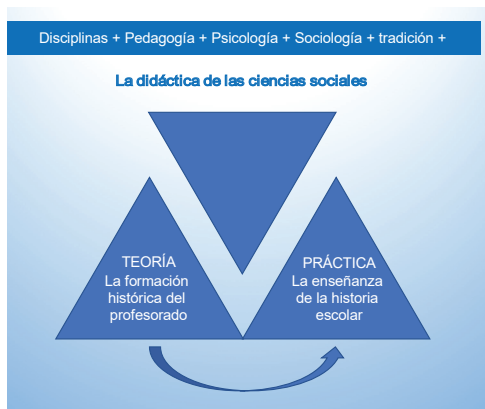 Disciplinas + Pedagogía + Psicología + Sociología + tradición +
La didáctica de las ciencias sociales
TEORÍA
La formación
histórica del
profesorado
PRÁCTICA
La enseñanza
de la historia
escolar